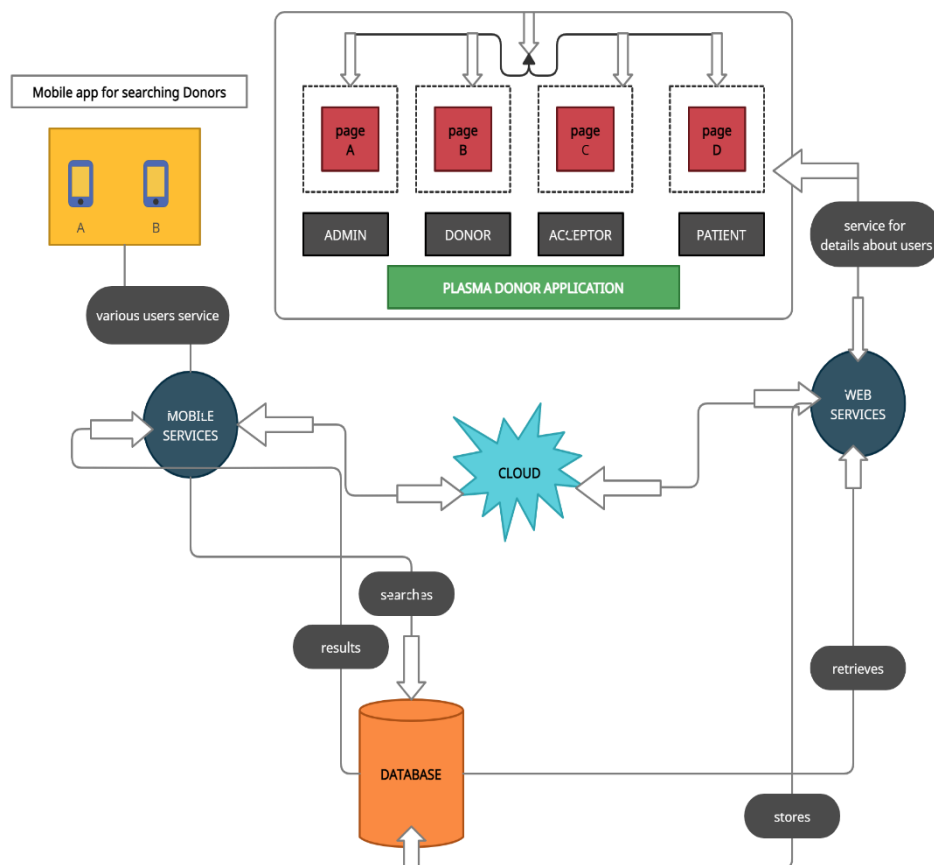 Mobile app for searching Donors
A
B
various users service
page
A
page
B
page
C
page
D
ADMIN
DONOR
ACCEPTOR
PATIENT
PLASMA DONOR APPLICATION
service for
details about users
MOBILE
SERVICES
CLOUD
WEB
SERVICES
searches
results
retrieves
DATABASE
stores